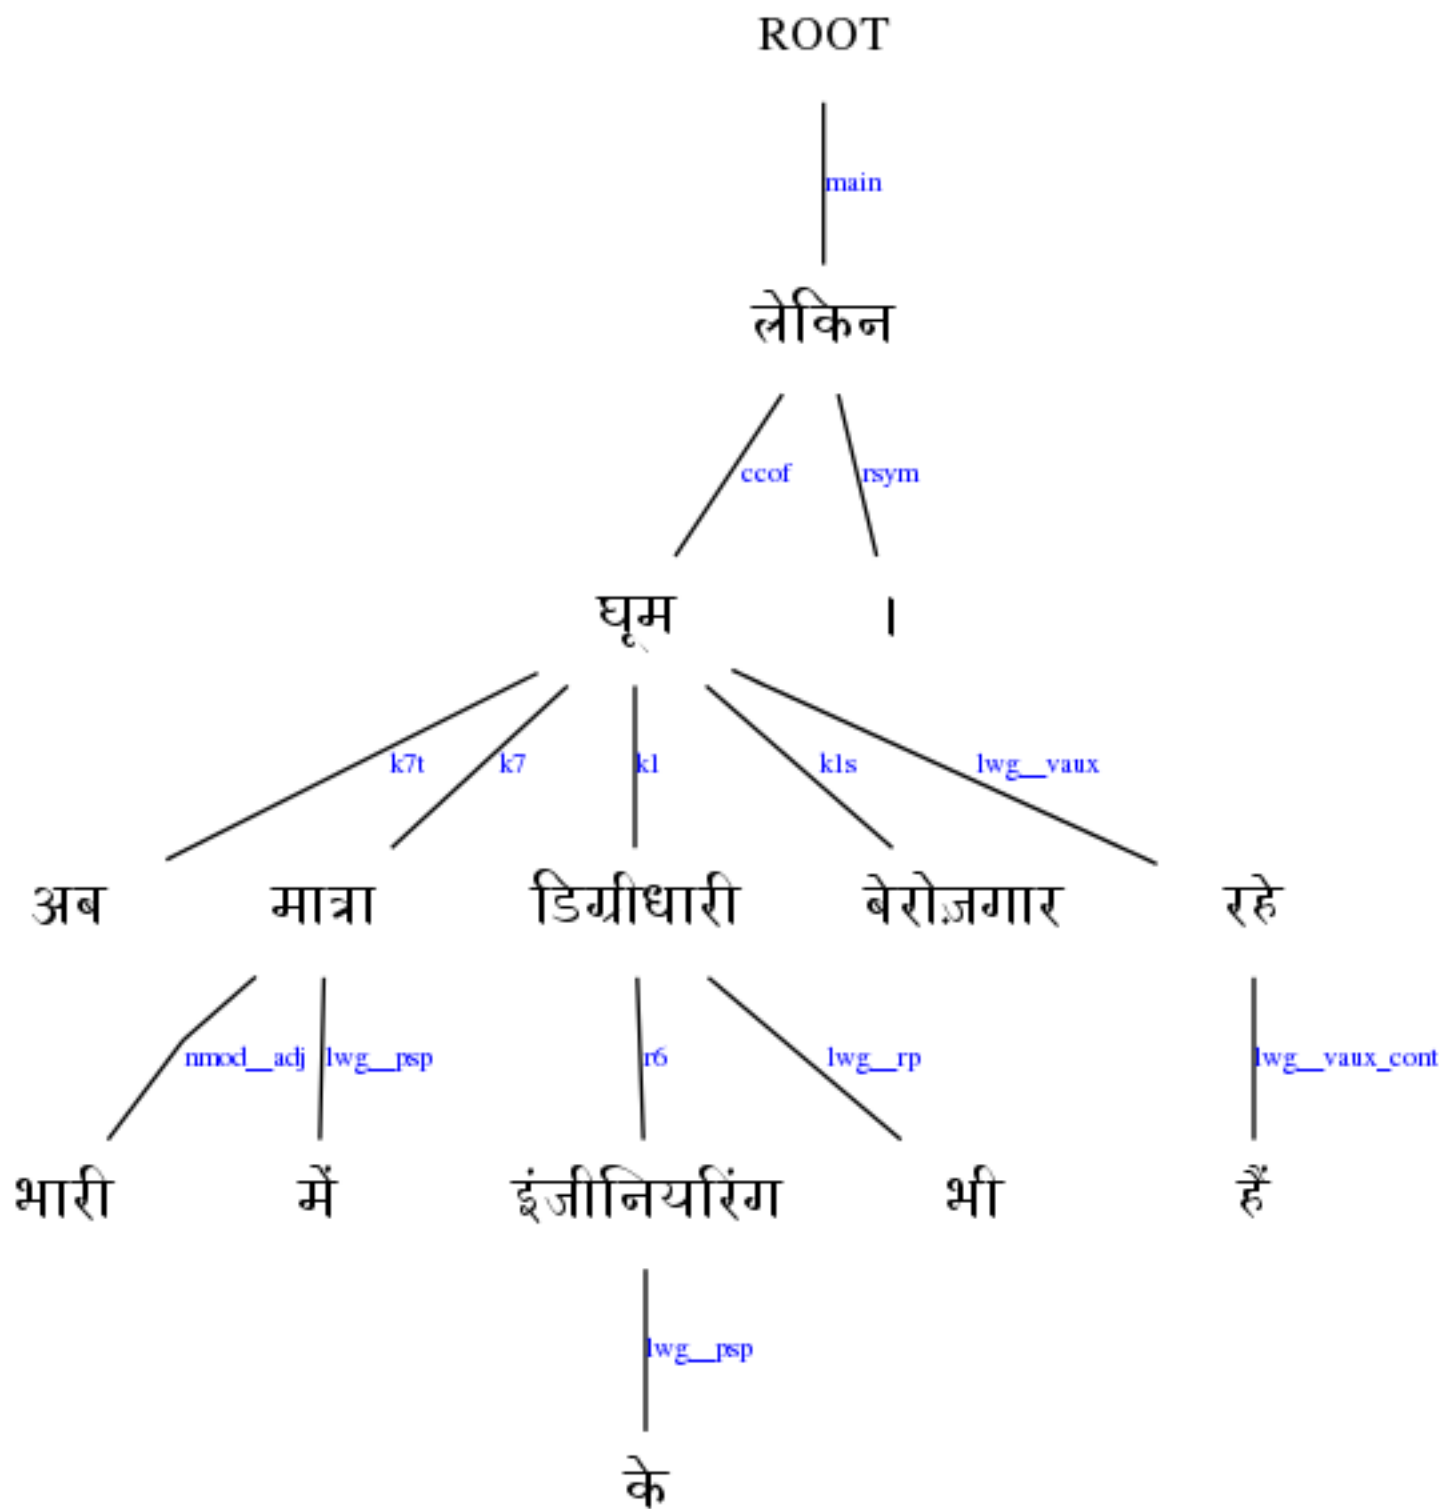 ROOT
main
लेकिन
ccof rsym
घूम ।
k7t k7 k1 k1s lwg__vaux
अब मात्रा डिग्रीधारी बेरोज़गार रहे
nmod__adj lwg__psp r6 lwg__rp lwg__vaux_cont
भारी में इंजीनियरिंग भी हैं
lwg__psp
के